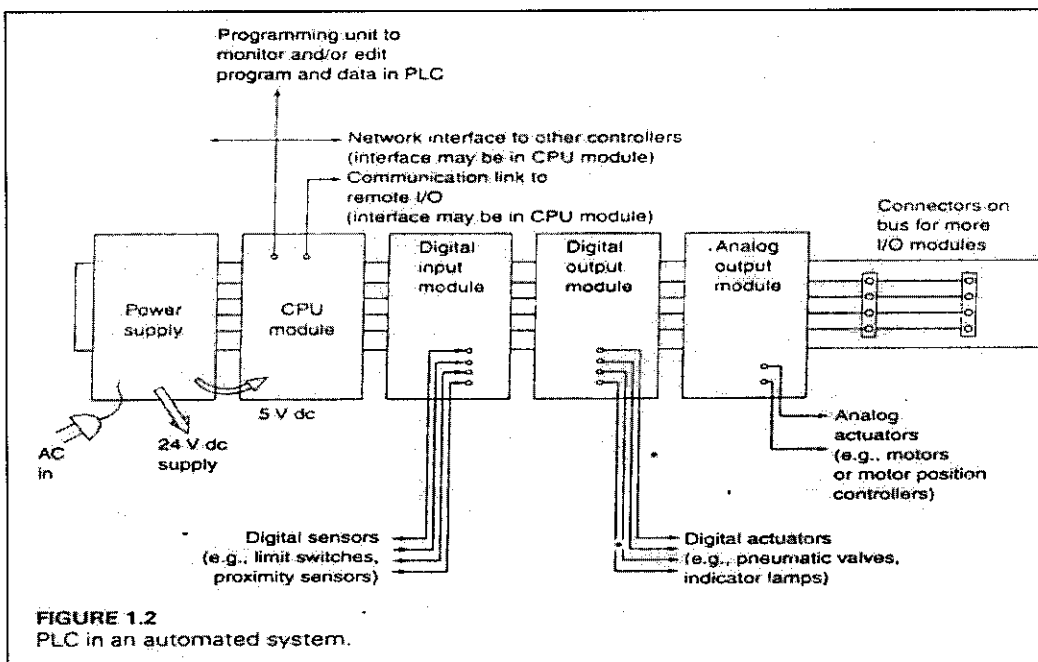 Programming unit to
monitor and/or edit
program and data in PLC
Network interface to other controllers
(interface may be in CPU module)
Communication link to
remote I/O
(interface may be in CPU module)
Connectors on
bus for more
I/O modules
Power
supply
CPU
module
Digital
input
module
Digital
output
module
Analog
output
module
AC
in
24 V dc
supply
5 V dc
Analog
actuators
(e.g., motors
or motor position
controllers)
Digital sensors
(e.g., limit switches,
proximity sensors)
Digital actuators
(e.g., pneumatic valves,
indicator lamps)
FIGURE 1.2
PLC in an automated system.